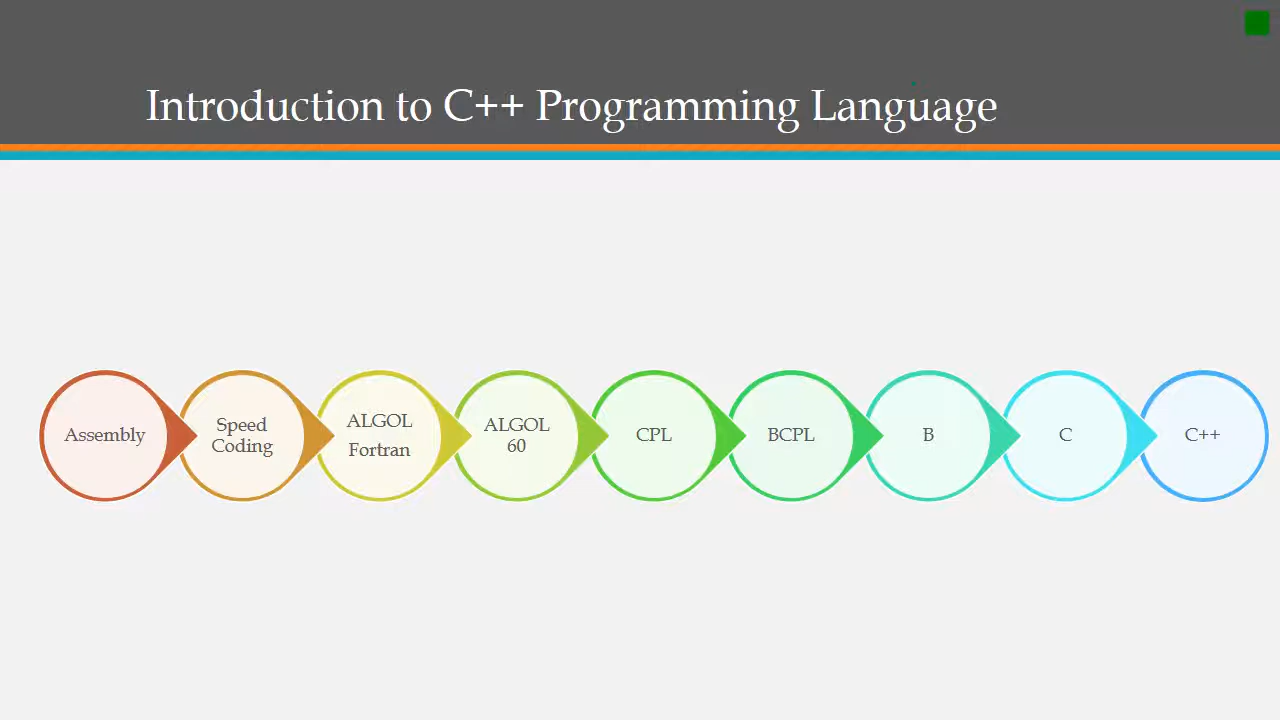 Introduction to C++ Programming Language
Assembly
Speed
Coding
ALGOL
Fortran
ALGOL
60
CPL
BCPL
B
C
C++